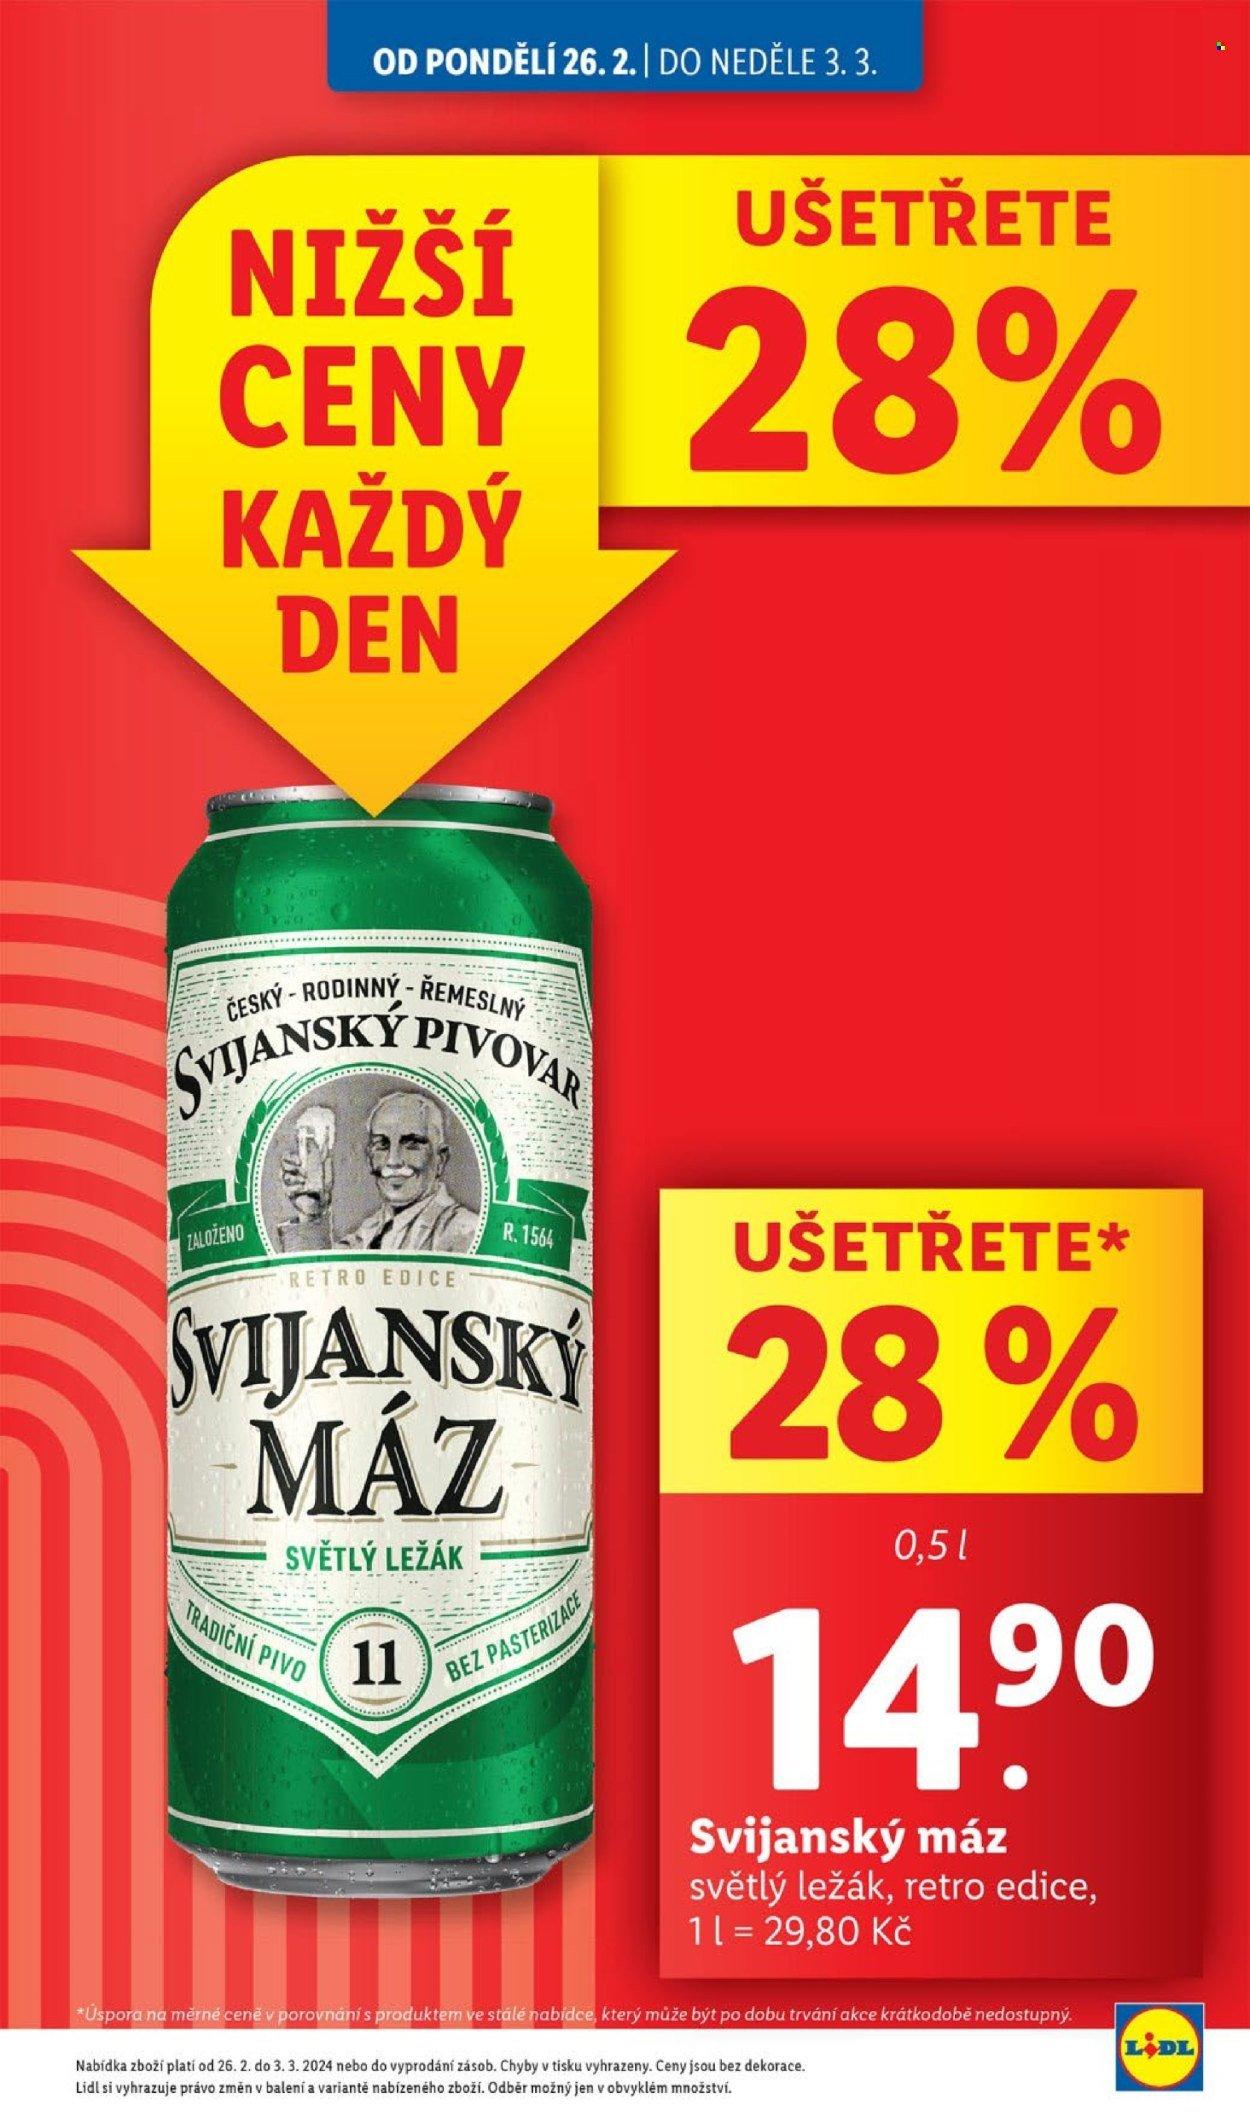 OD PONDĚLÍ 26. 2. | DO NEDĚLE 3. 3.
NIŽŠÍ
CENY
KAŽDÝ
DEN
UŠETŘETE
28%
ČESKÝ - RODINNÝ - ŘEMESLNÝ
SVIJANSKÝ PIVOVAR
ZALOŽENO R. 1564
RETRO EDICE
SVIJANSKÝ
MÁZ
SVĚTLÝ LEŽÁK
TRADIČNÍ PIVO 11 BEZ PASTERIZACE
UŠETŘETE*
28 %
0,5 l
14.90
Svijanský máz
světlý ležák, retro edice,
1 l = 29,80 Kč
*Úspora na měrné ceně v porovnání s produktem ve stálé nabídce, který může být po dobu trvání akce krátkodobě nedostupný.
LIDL
Nabídka zboží platí od 26. 2. do 3. 3. 2024 nebo do vyprodání zásob. Chyby v tisku vyhrazeny. Ceny jsou bez dekorace.
Lidl si vyhrazuje právo změn v balení a variantě nabízeného zboží. Odběr možný jen v obvyklém množství.